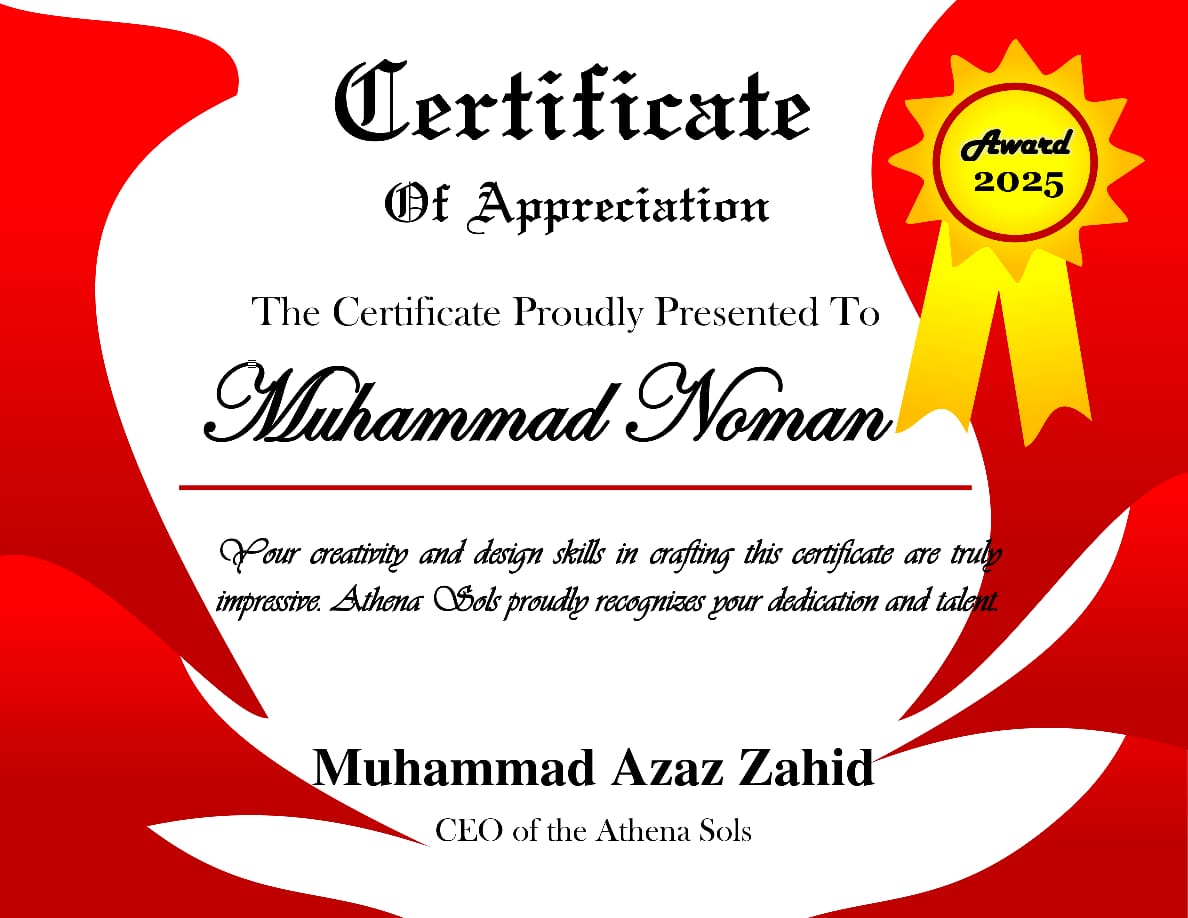 Certificate
Of Appreciation
Award
2025
The Certificate Proudly Presented To
Muhammad Noman
Your creativity and design skills in crafting this certificate are truly
impressive. Athena Sols proudly recognizes your dedication and talent.
Muhammad Azaz Zahid
CEO of the Athena Sols